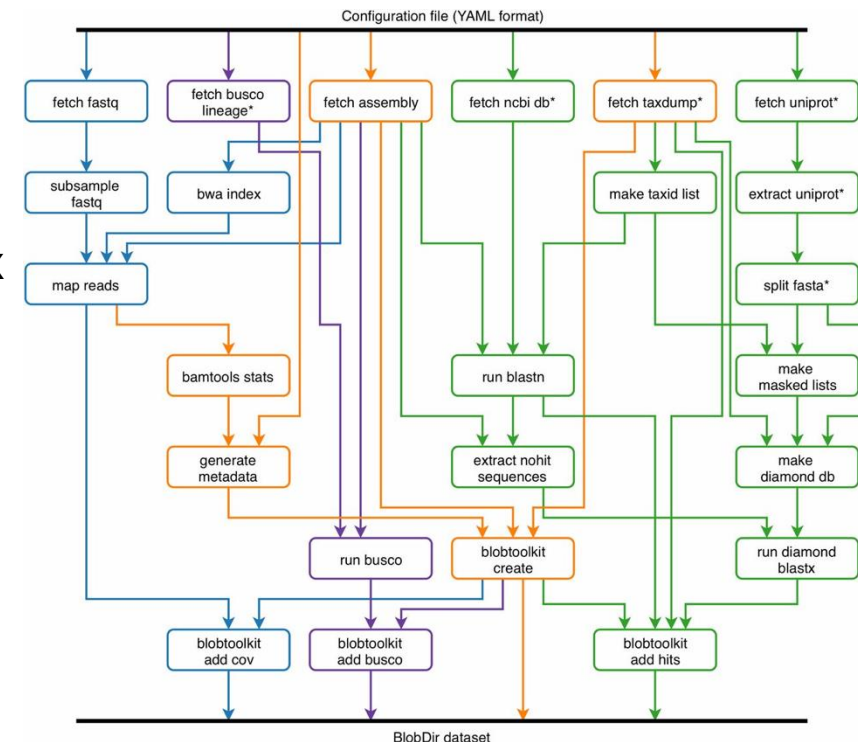 Configuration file (YAML format)
fetch fastq
fetch busco
lineage*
fetch assembly
fetch ncbi db*
fetch taxdump*
fetch uniprot*
subsample
fastq
bwa index
make taxid list
extract uniprot*
map reads
split fasta*
bamtools stats
run blastn
make
masked lists
generate
metadata
extract nohit
sequences
make
diamond db
run busco
blobtoolkit
create
run diamond
blastx
blobtoolkit
add cov
blobtoolkit
add busco
blobtoolkit
add hits
BlobDir dataset